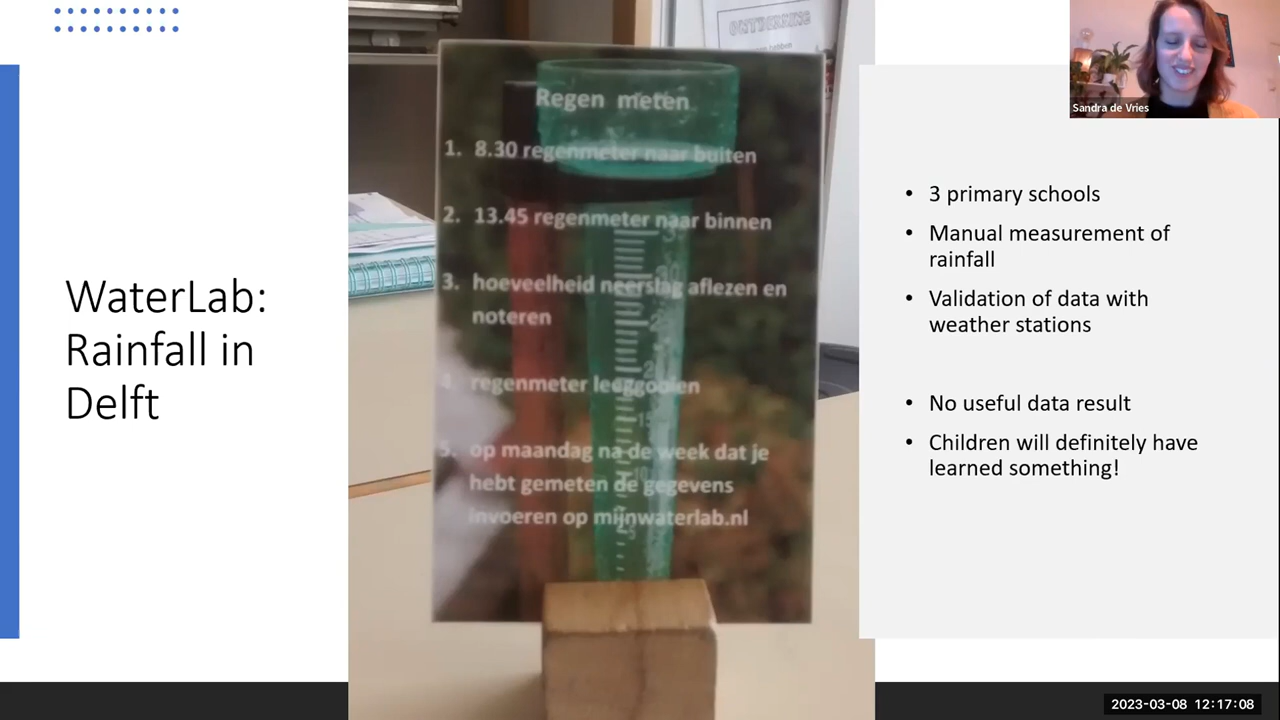 WaterLab:
Rainfall in
Delft
ONTDEKKING
Regen meten
1. 8.30 regenmeter naar buiten
2. 13.45 regenmeter naar binnen
3. hoeveelheid neerslag aflezen en
noteren
4. regenmeter leeggooien
5. op maandag na de week dat je
hebt gemeten de gegevens
invoeren op mijnwaterlab.nl
Sandra de Vries
• 3 primary schools
• Manual measurement of
rainfall
• Validation of data with
weather stations
• No useful data result
• Children will definitely have
learned something!
2023-03-08 12:17:08